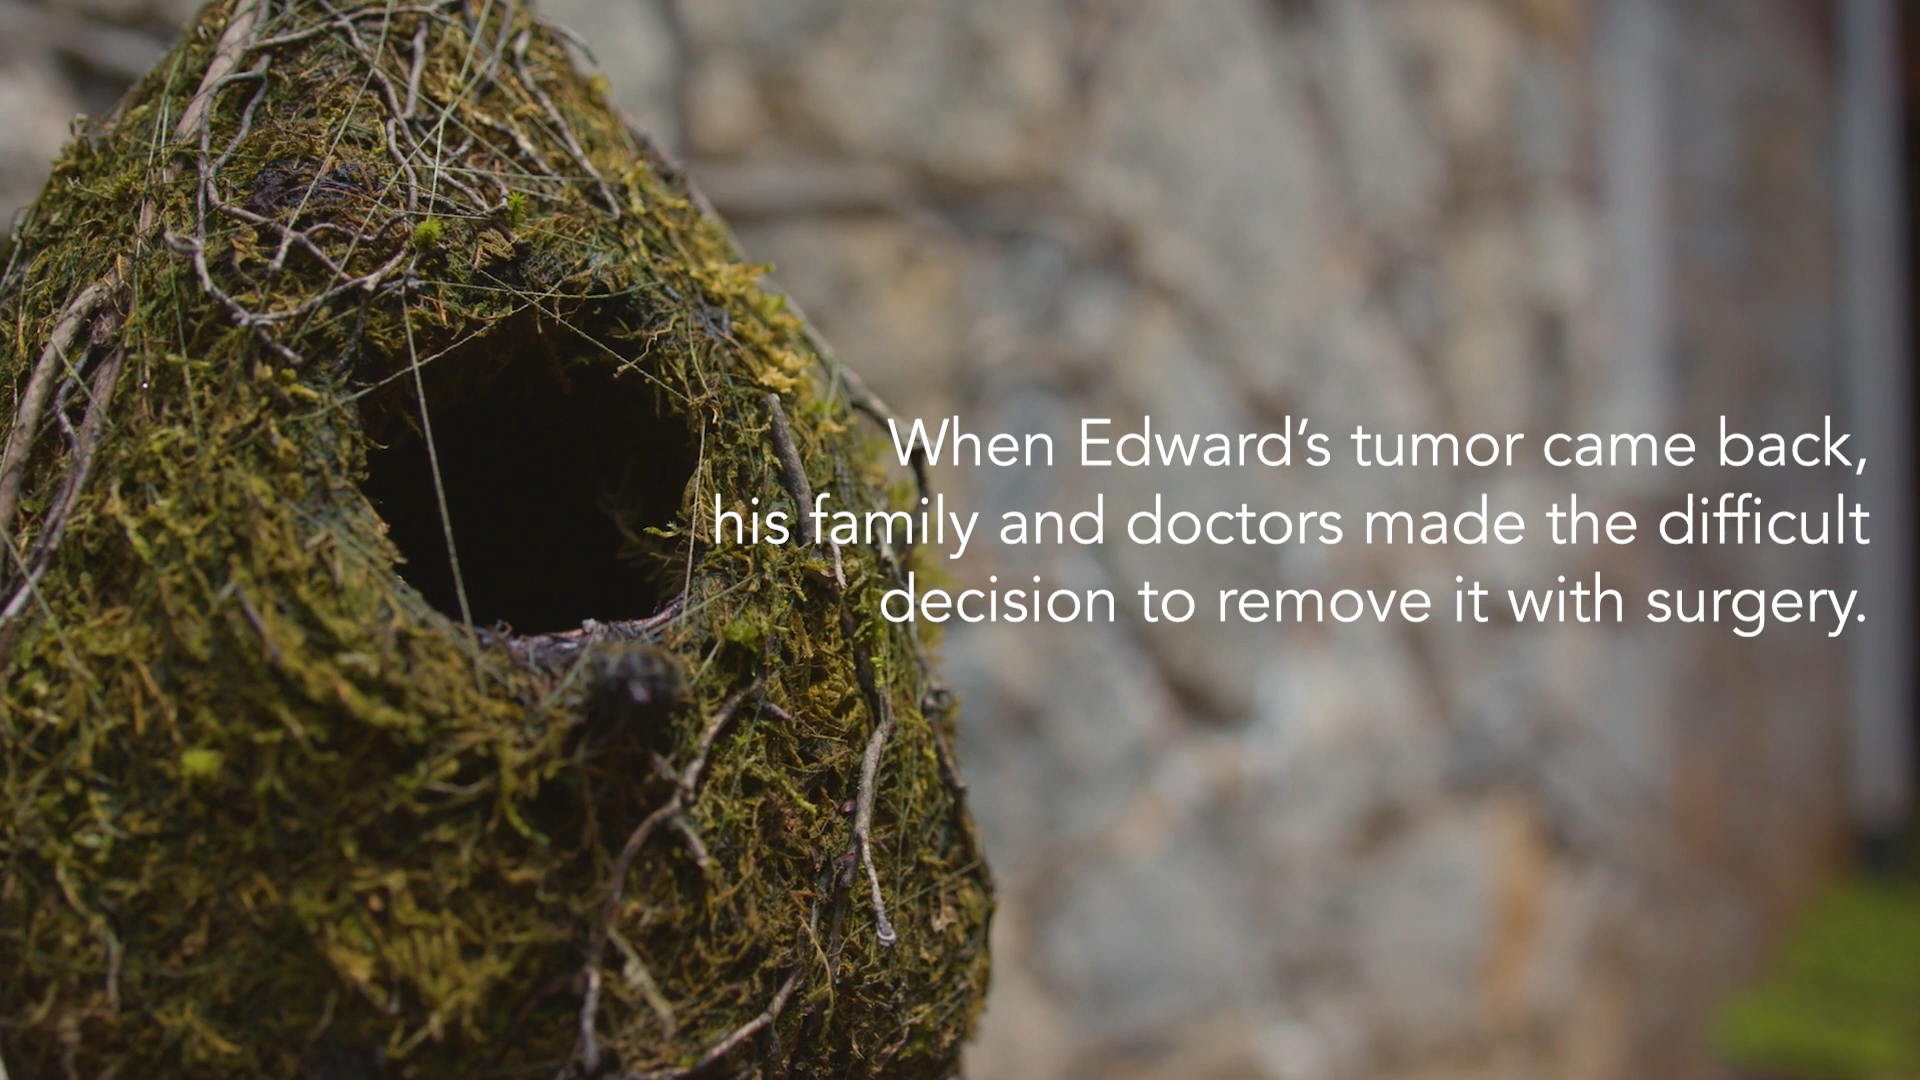 When Edward’s tumor came back,
his family and doctors made the difficult
decision to remove it with surgery.